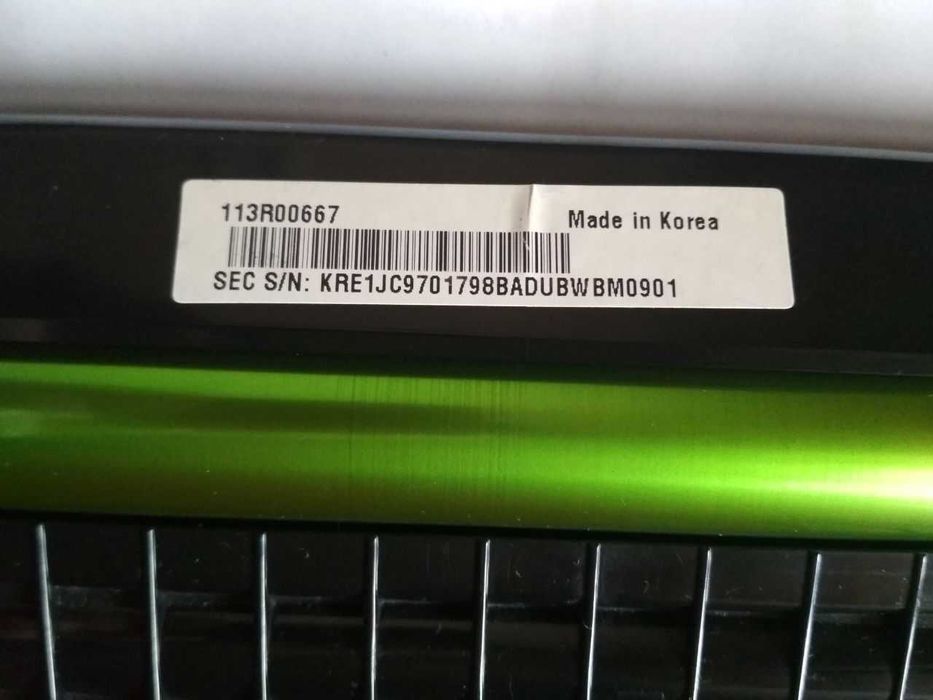 113R00667
Made in Korea
SEC S/N: KRE1JC9701798BADUBWBM0901